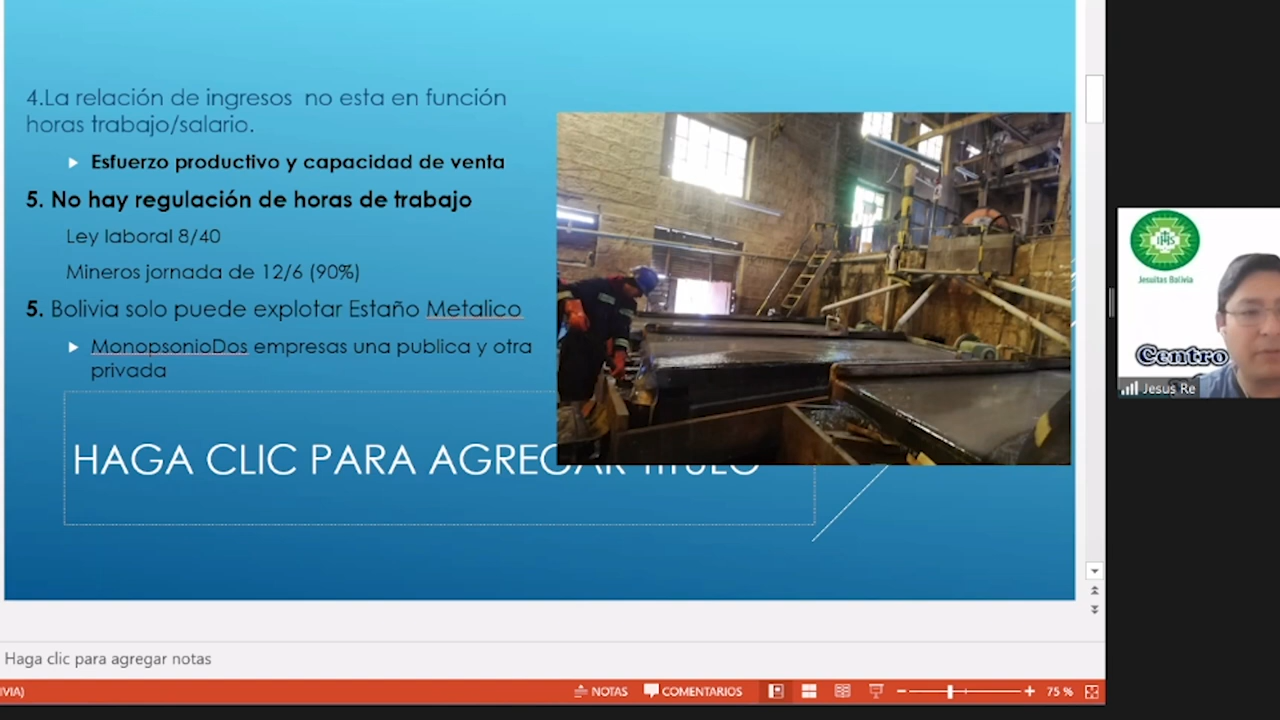 4.La relación de ingresos no esta en función
horas trabajo/salario.
Esfuerzo productivo y capacidad de venta
5. No hay regulación de horas de trabajo
Ley laboral 8/40
Mineros jornada de 12/6 (90%)
5. Bolivia solo puede explotar Estaño Metalico
MonopsonioDos empresas una publica y otra
privada
HAGA CLIC PARA AGREGAR TÍTULO
IHS
Jesuitas Bolivia
Centro
Jesus Re
Haga clic para agregar notas
IVIA)
NOTAS
COMENTARIOS
75 %